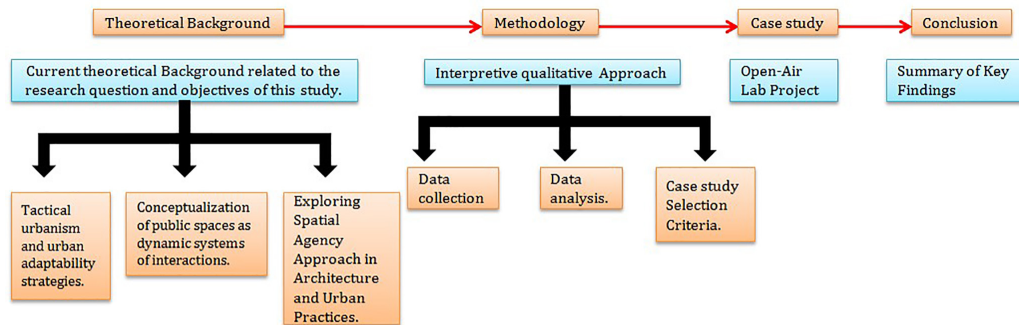 Theoretical Background
Methodology
Case study
Conclusion
Current theoretical Background related to the
research question and objectives of this study.
Interpretive qualitative Approach
Open-Air
Lab Project
Summary of Key
Findings
Tactical
urbanism and
urban
adaptability
strategies.
Conceptualization
of public spaces as
dynamic systems
of interactions.
Exploring
Spatial
Agency
Approach in
Architecture
and Urban
Practices.
Data
collection
Data
analysis.
Case study
Selection
Criteria.